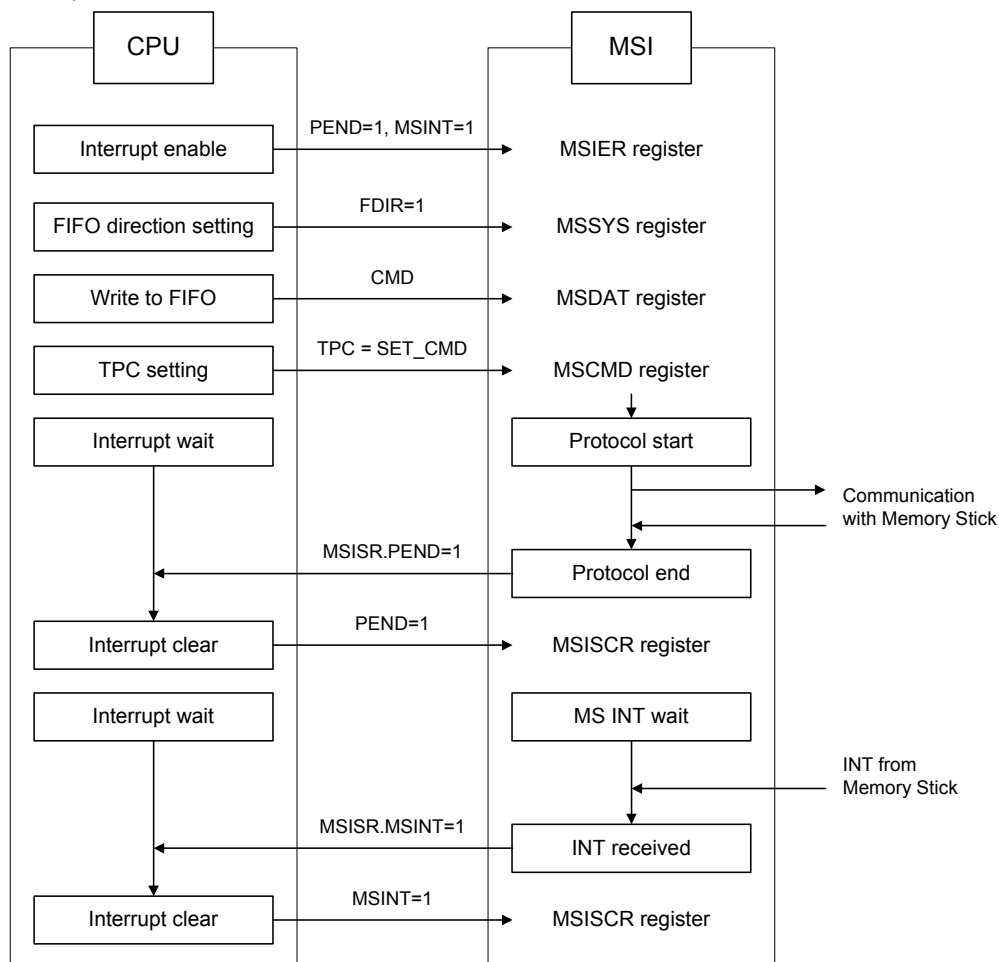 CPU
MSI
Interrupt enable
PEND=1, MSINT=1
MSIER register
FIFO direction setting
FDIR=1
MSSYS register
Write to FIFO
CMD
MSDAT register
TPC setting
TPC = SET_CMD
MSCMD register
Interrupt wait
Protocol start
Communication
with Memory Stick
MSISR.PEND=1
Protocol end
Interrupt clear
PEND=1
MSISCR register
Interrupt wait
MS INT wait
INT from
Memory Stick
MSISR.MSINT=1
INT received
Interrupt clear
MSINT=1
MSISCR register